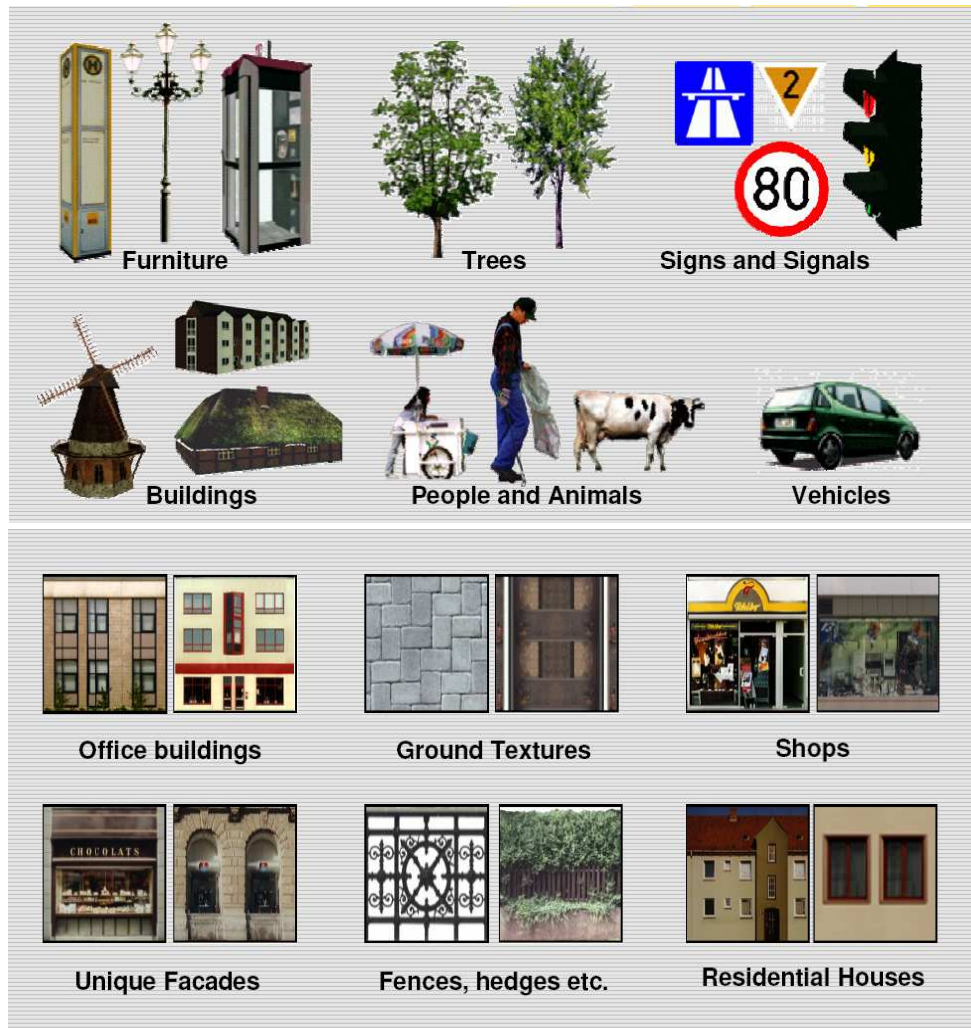 H
2
80
Furniture
Trees
Signs and Signals
Buildings
People and Animals
Vehicles
Office buildings
Ground Textures
Shops
CHOCOLATS
Unique Facades
Fences, hedges etc.
Residential Houses